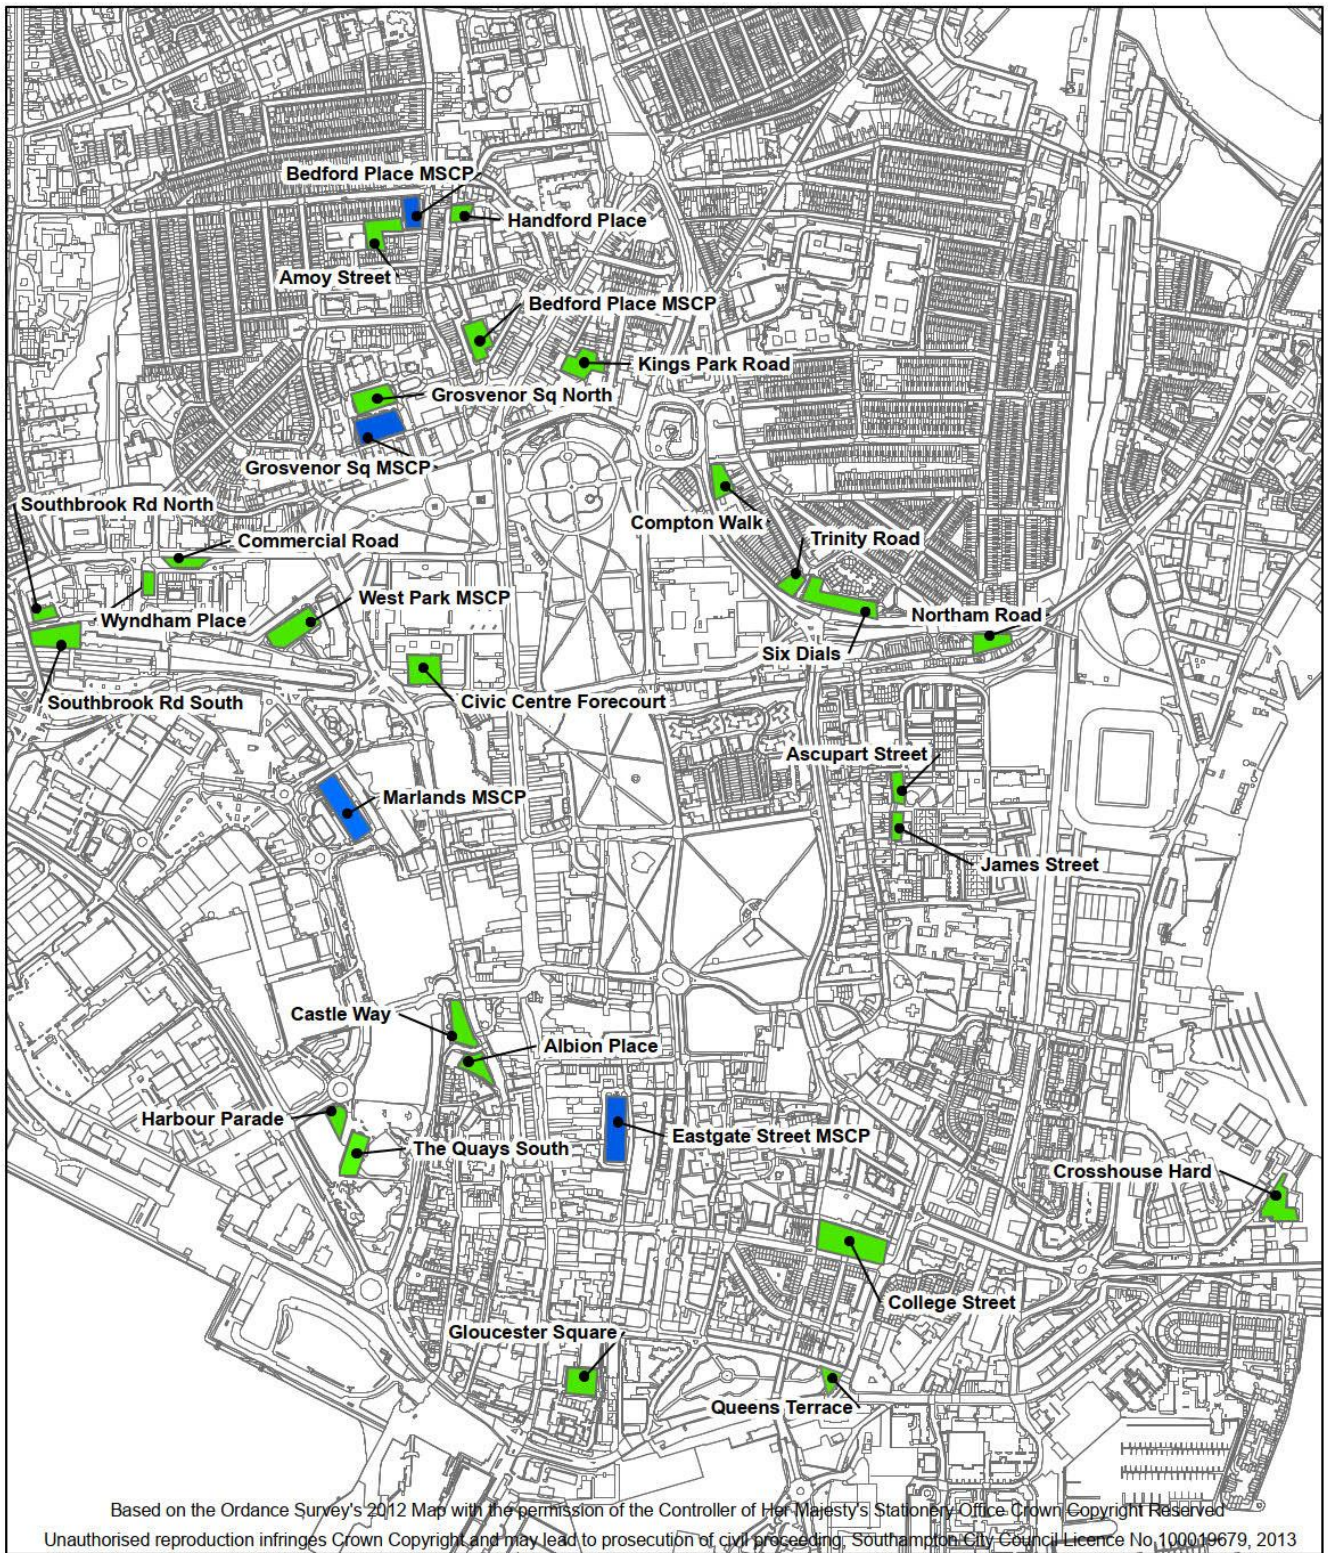 Bedford Place MSCP
Handford Place
Amoy Street
Bedford Place MSCP
Kings Park Road
Grosvenor Sq North
Grosvenor Sq MSCP
Southbrook Rd North
Compton Walk
Commercial Road
Trinity Road
West Park MSCP
Wyndham Place
Northam Road
Six Dials
Southbrook Rd South
Civic Centre Forecourt
Ascupart Street
Marlands MSCP
James Street
Castle Way
Albion Place
Harbour Parade
Eastgate Street MSCP
The Quays South
Crosshouse Hard
College Street
Gloucester Square
Queens Terrace
Based on the Ordance Survey's 2012 Map with the permission of the Controller of Her Majesty's Stationery Office Crown Copyright Reserved
Unauthorised reproduction infringes Crown Copyright and may lead to prosecution of civil proceeding. Southampton City Council Licence No 100019679, 2013